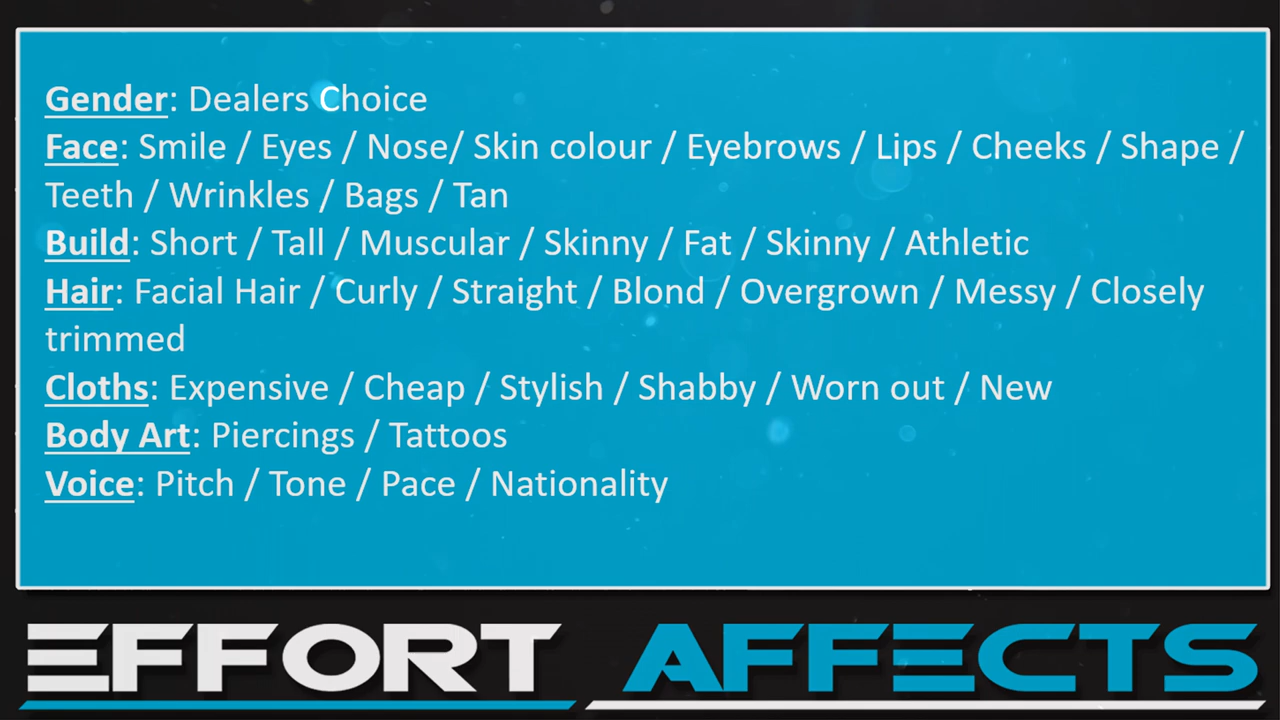 Gender: Dealers Choice
Face: Smile / Eyes / Nose/ Skin colour / Eyebrows / Lips / Cheeks / Shape /
Teeth / Wrinkles / Bags / Tan
Build: Short / Tall / Muscular / Skinny / Fat / Skinny / Athletic
Hair: Facial Hair / Curly / Straight / Blond / Overgrown / Messy / Closely
trimmed
Cloths: Expensive / Cheap / Stylish / Shabby / Worn out / New
Body Art: Piercings / Tattoos
Voice: Pitch / Tone / Pace / Nationality
EFFORT AFFECTS